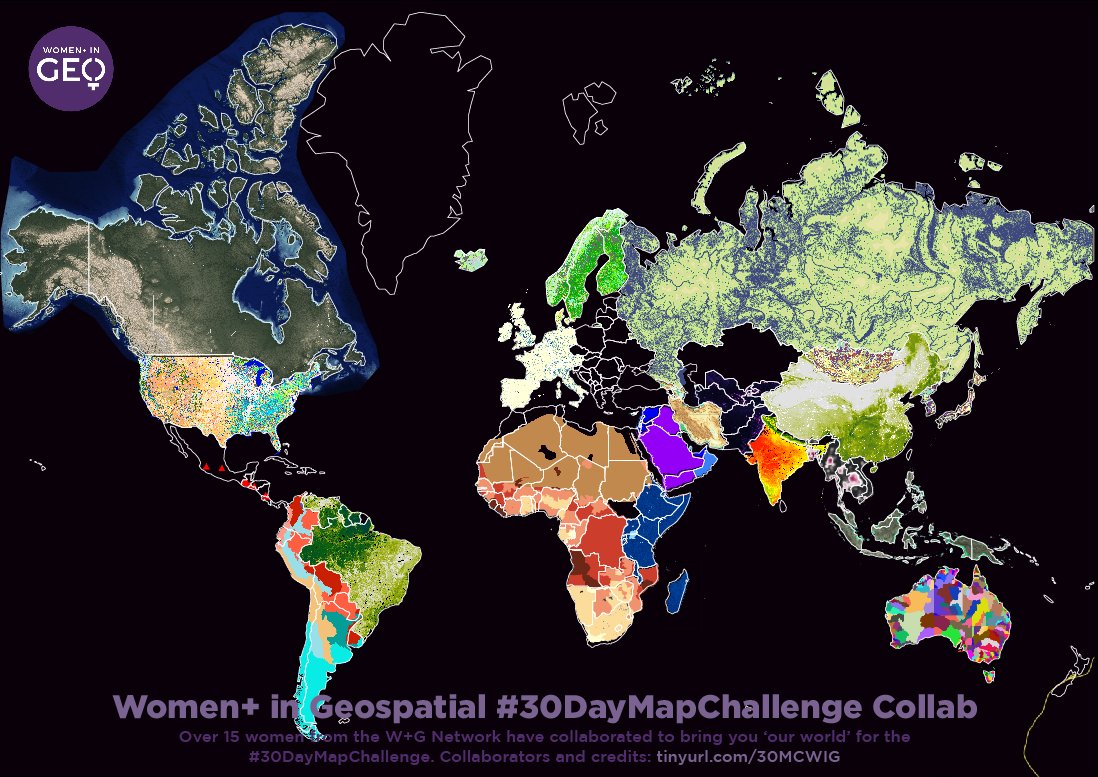 WOMEN+ IN
GEO
Women+ in Geospatial #30DayMapChallenge Collab
Over 15 women from the W+G Network have collaborated to bring you ‘our world’ for the
#30DayMapChallenge. Collaborators and credits: tinyurl.com/30MCWIG